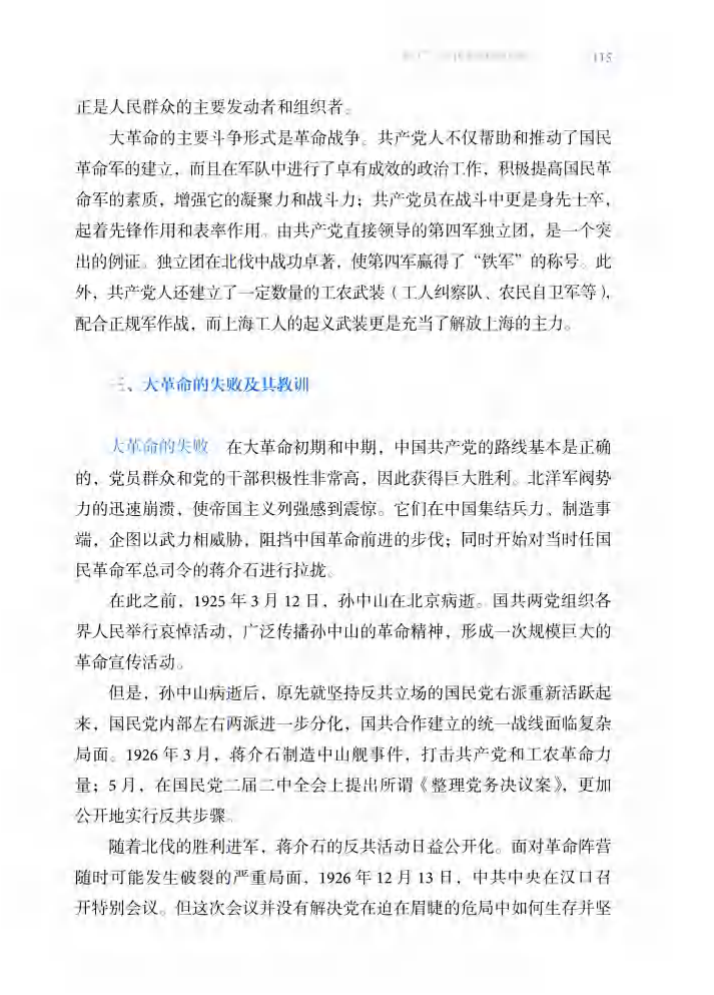 115
正是人民群众的主要发动者和组织者。
大革命的主要斗争形式是革命战争。共产党人不仅帮助和推动了国民
革命军的建立，而且在军队中进行了卓有成效的政治工作，积极提高国民革
命军的素质，增强它的凝聚力和战斗力；共产党员在战斗中更是身先士卒，
起着先锋作用和表率作用。由共产党直接领导的第四军独立团，是一个突
出的例证。独立团在北伐中战功卓著，使第四军赢得了“铁军”的称号。此
外，共产党人还建立了一定数量的工农武装（工人纠察队、农民自卫军等），
配合正规军作战，而上海工人的起义武装更是充当了解放上海的主力。
三、大革命的失败及其教训
大革命的失败 在大革命初期和中期，中国共产党的路线基本是正确
的，党员群众和党的干部积极性非常高，因此获得巨大胜利。北洋军阀势
力的迅速崩溃，使帝国主义列强感到震惊。它们在中国集结兵力、制造事
端，企图以武力相威胁，阻挡中国革命前进的步伐；同时开始对当时任国
民革命军总司令的蒋介石进行拉拢。
在此之前，1925年3月12日，孙中山在北京病逝。国共两党组织各
界人民举行哀悼活动，广泛传播孙中山的革命精神，形成一次规模巨大的
革命宣传活动。
但是，孙中山病逝后，原先就坚持反共立场的国民党右派重新活跃起
来，国民党内部左右两派进一步分化，国共合作建立的统一战线面临复杂
局面。1926年3月，蒋介石制造中山舰事件，打击共产党和工农革命力
量；5月，在国民党二届二中全会上提出所谓《整理党务决议案》，更加
公开地实行反共步骤。
随着北伐的胜利进军，蒋介石的反共活动日益公开化。面对革命阵营
随时可能发生破裂的严重局面，1926年12月13日，中共中央在汉口召
开特别会议。但这次会议并没有解决党在迫在眉睫的危局中如何生存并坚